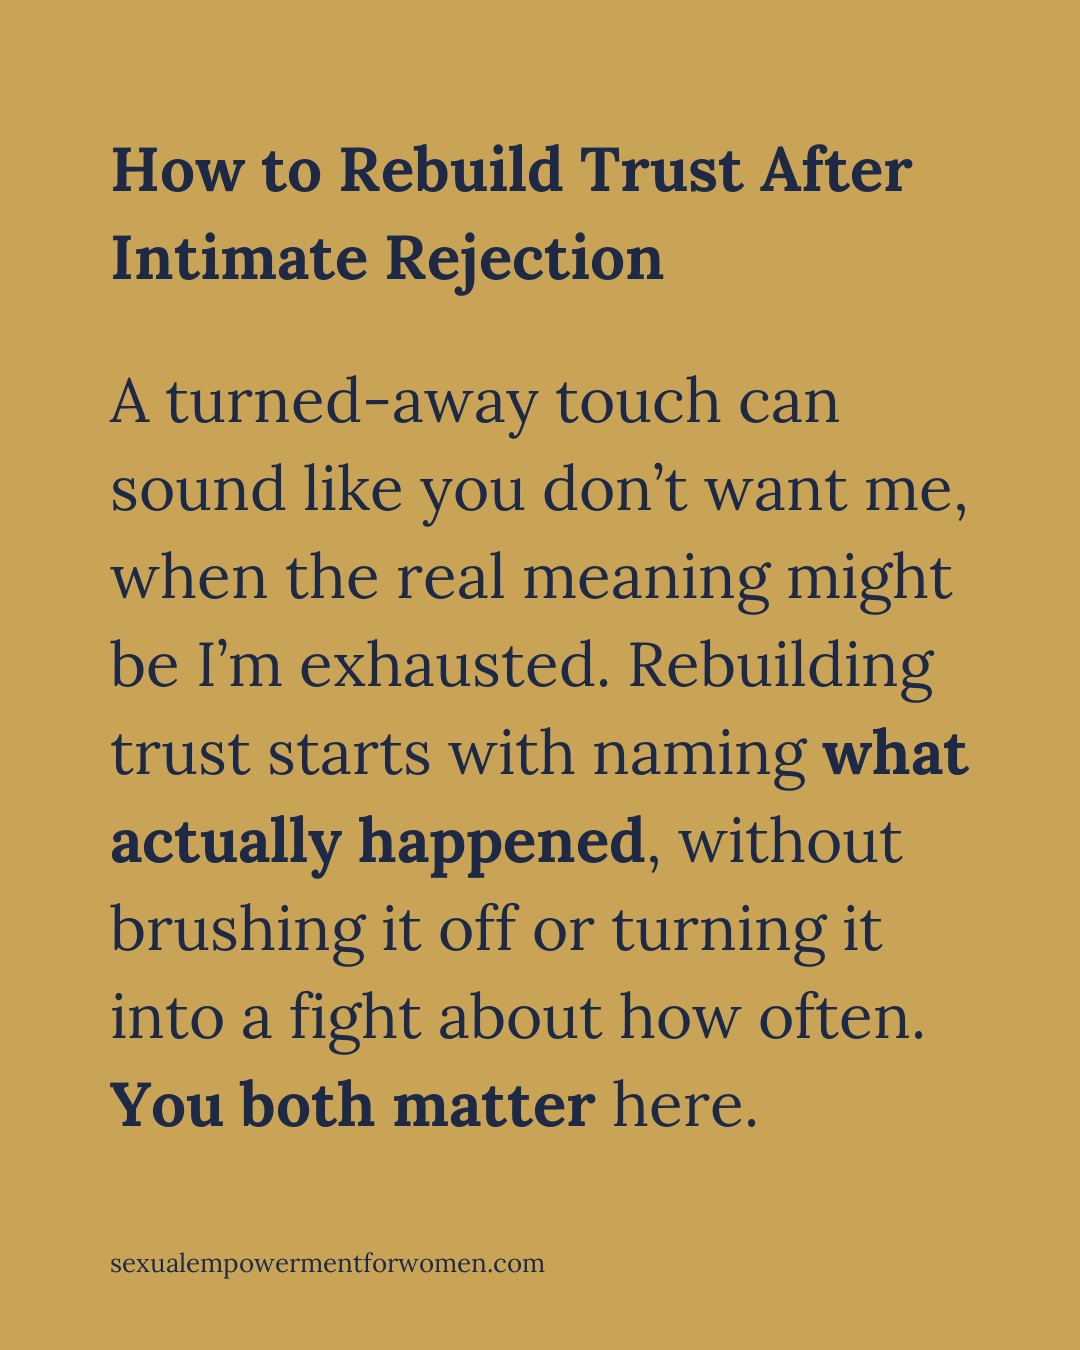 How to Rebuild Trust After
Intimate Rejection
A turned-away touch can
sound like you don’t want me,
when the real meaning might
be I’m exhausted. Rebuilding
trust starts with naming what
actually happened, without
brushing it off or turning it
into a fight about how often.
You both matter here.
sexualempowermentforwomen.com